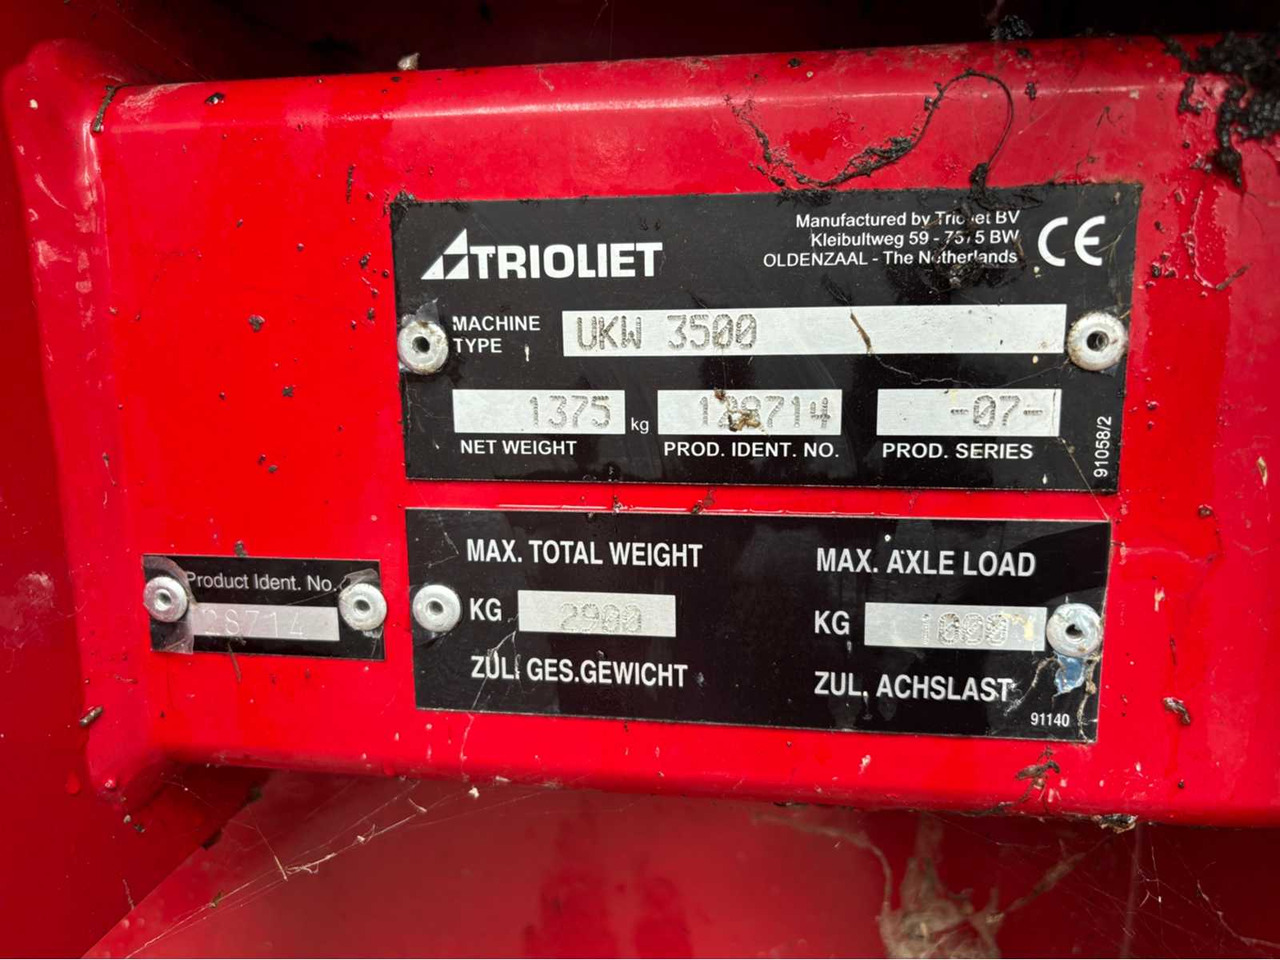 TRIOLIET
Manufactured by Trioliet BV
Kleibultweg 59 - 7575 BW
OLDENZAAL - The Netherlands
CE
MACHINE TYPE
UKW 3500
1375 kg
128714
-07-
NET WEIGHT
PROD. IDENT. NO.
PROD. SERIES
91058/2
Product Ident. No.
28714
MAX. TOTAL WEIGHT
MAX. AXLE LOAD
KG 2900
KG
ZUL. GES.GEWICHT
ZUL. ACHSLAST
91140